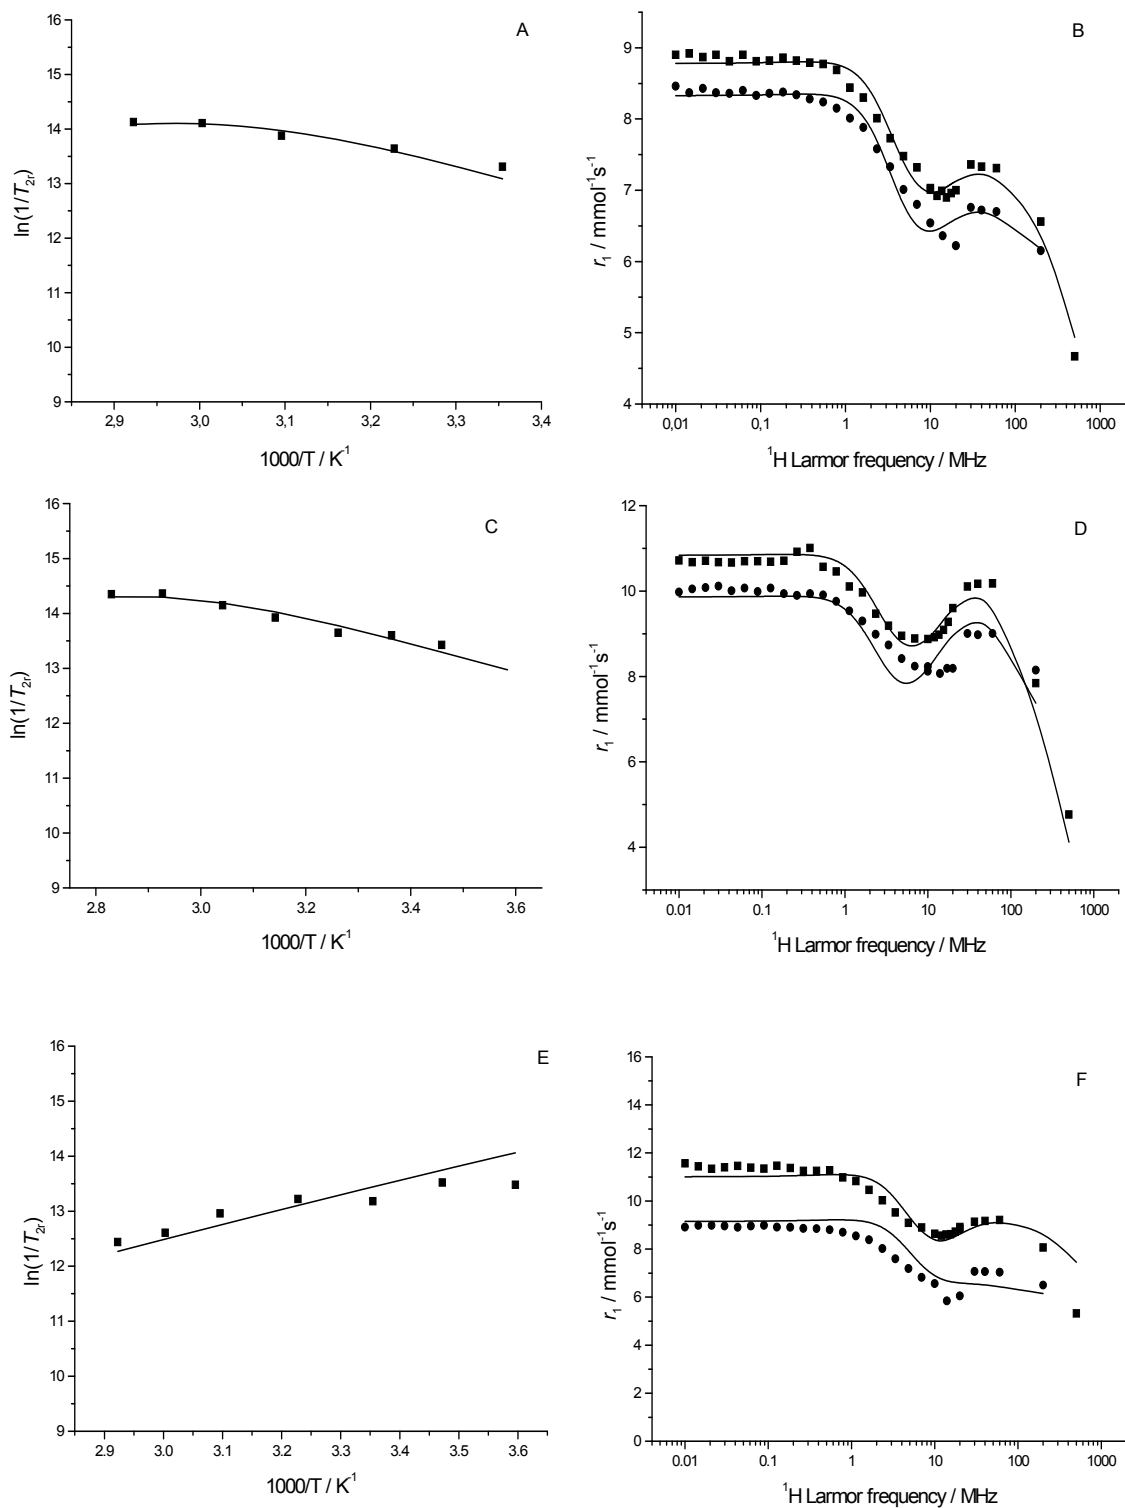 A
16
15
14
13
12
11
10
9
ln(1/T2r)
2,9 3,0 3,1 3,2 3,3 3,4
1000/T / K-1
B
9
8
7
6
5
4
r1 / mmol-1s-1
0,01 0,1 1 10 100 1000
1H Larmor frequency / MHz
C
16
15
14
13
12
11
10
9
ln(1/T2r)
2.8 3.0 3.2 3.4 3.6
1000/T / K-1
D
12
10
8
6
4
r1 / mmol-1s-1
0.01 0.1 1 10 100 1000
1H Larmor frequency / MHz
E
16
15
14
13
12
11
10
9
ln(1/T2r)
2.9 3.0 3.1 3.2 3.3 3.4 3.5 3.6
1000/T / K-1
F
16
14
12
10
8
6
4
2
0
r1 / mmol-1s-1
0.01 0.1 1 10 100 1000
1H Larmor frequency / MHz